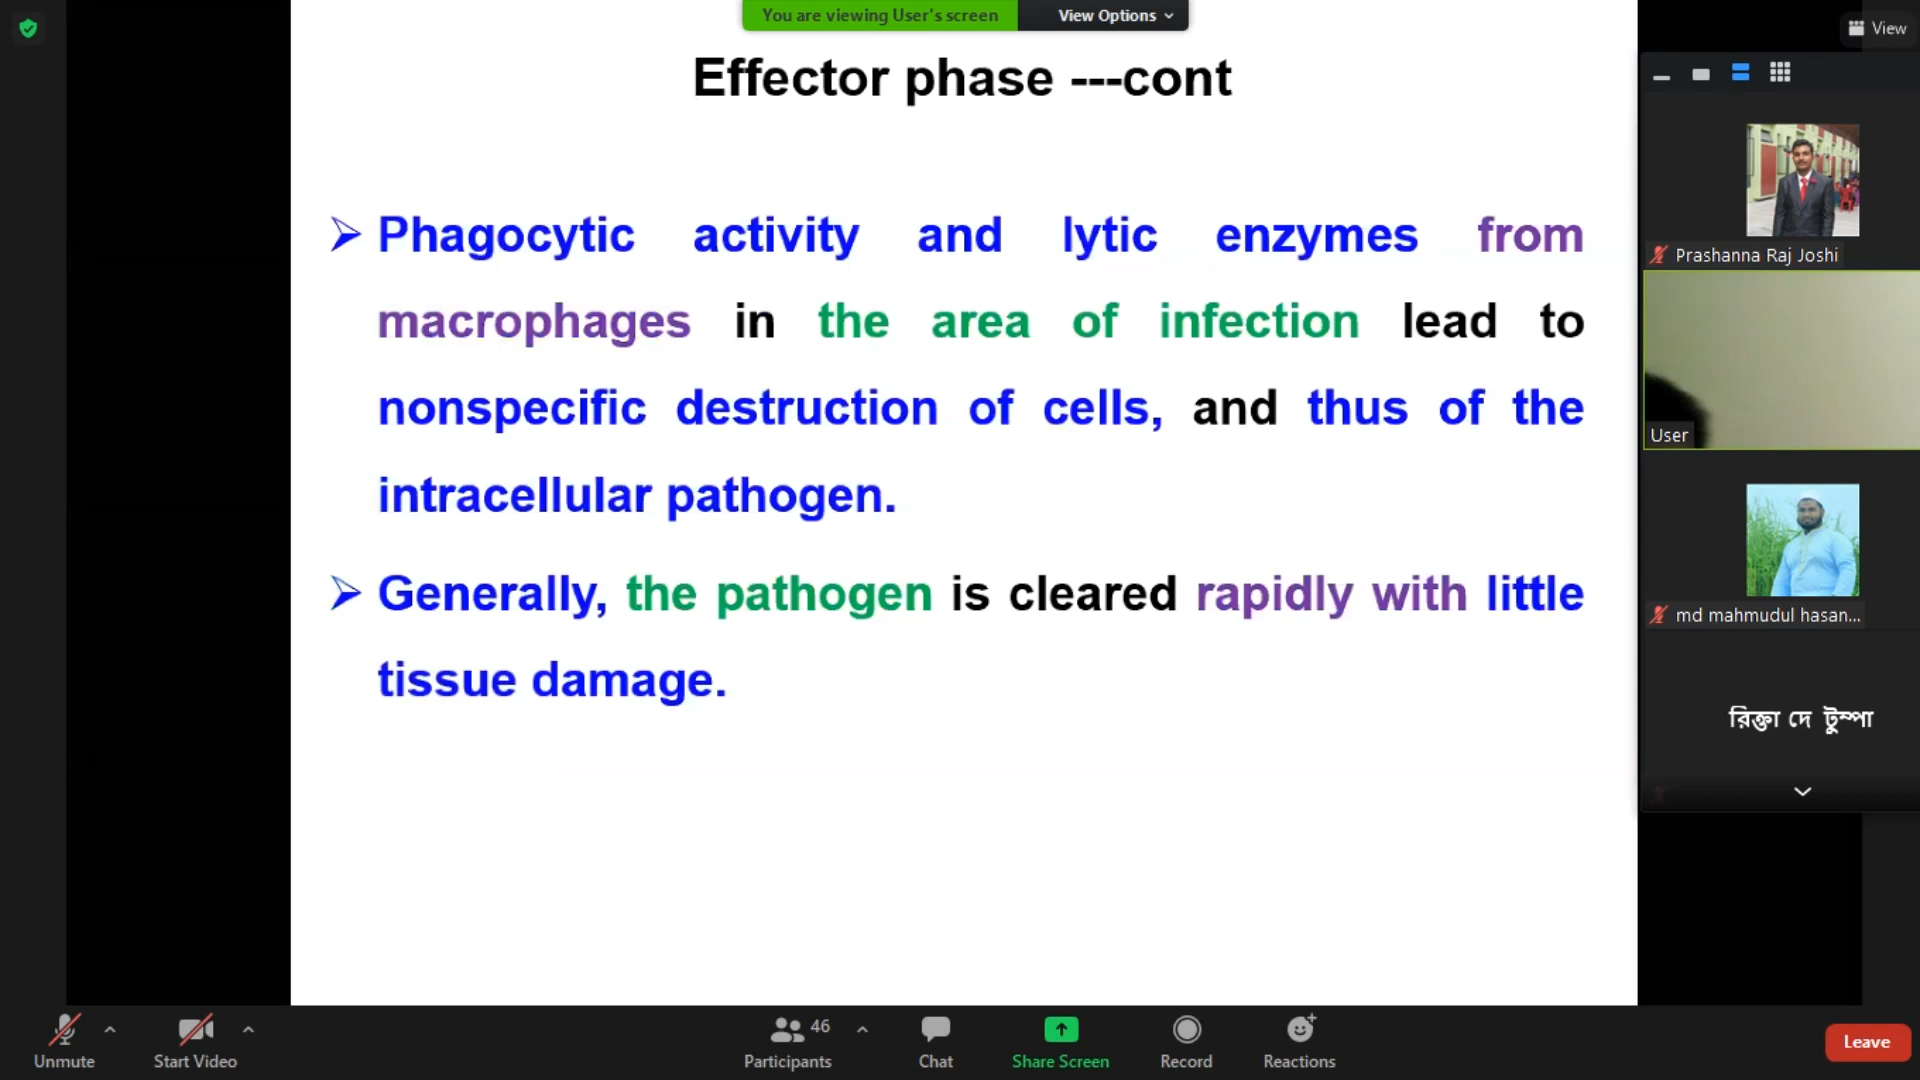 You are viewing User's screen View Options
View
Effector phase ---cont
➢ Phagocytic activity and lytic enzymes from
macrophages in the area of infection lead to
nonspecific destruction of cells, and thus of the
intracellular pathogen.
➢ Generally, the pathogen is cleared rapidly with little
tissue damage.
Prashanna Raj Joshi
User
md mahmudul hasan...
রিক্তা দে টুম্পা
Unmute
Start Video
46
Participants
Chat
Share Screen
Record
Reactions
Leave